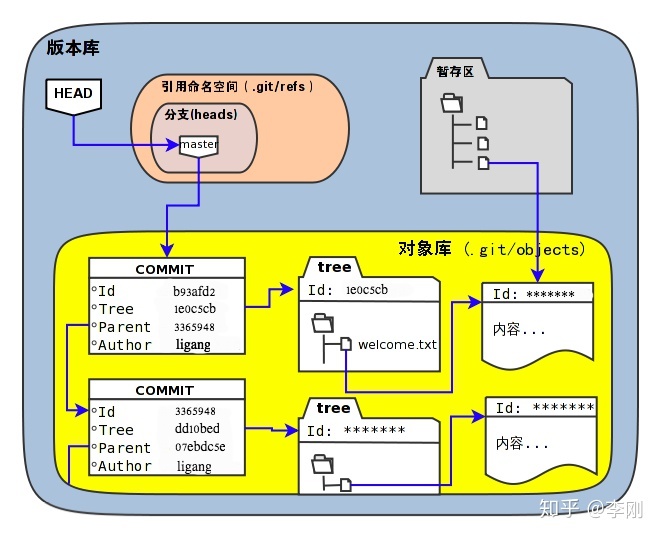 版本库
HEAD
引用命名空间（.git/refs）
分支(heads)
master
暂存区
对象库 (.git/objects)
COMMIT
Id b93afd2
Tree 1e0c5cb
Parent 3365948
Author ligang
tree
Id: 1e0c5cb
welcome.txt
Id: *******
内容...
COMMIT
Id 3365948
Tree dd10bed
Parent 07ebdc5e
Author ligang
tree
Id: *******
Id: *******
内容...
知乎 @李刚